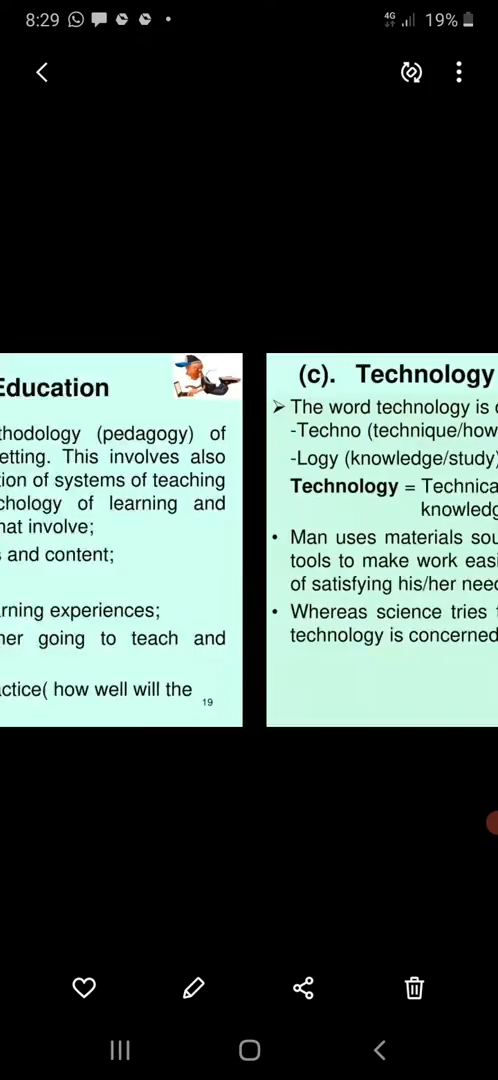 8:29
4G
19%
Education
thodology (pedagogy) of
etting. This involves also
tion of systems of teaching
chology of learning and
hat involve;
s and content;
arning experiences;
her going to teach and
actice( how well will the
19
(c). Technology
➢ The word technology is
-Techno (technique/how
-Logy (knowledge/study)
Technology = Technica
knowledg
• Man uses materials sou
tools to make work easi
of satisfying his/her need
• Whereas science tries
technology is concerned